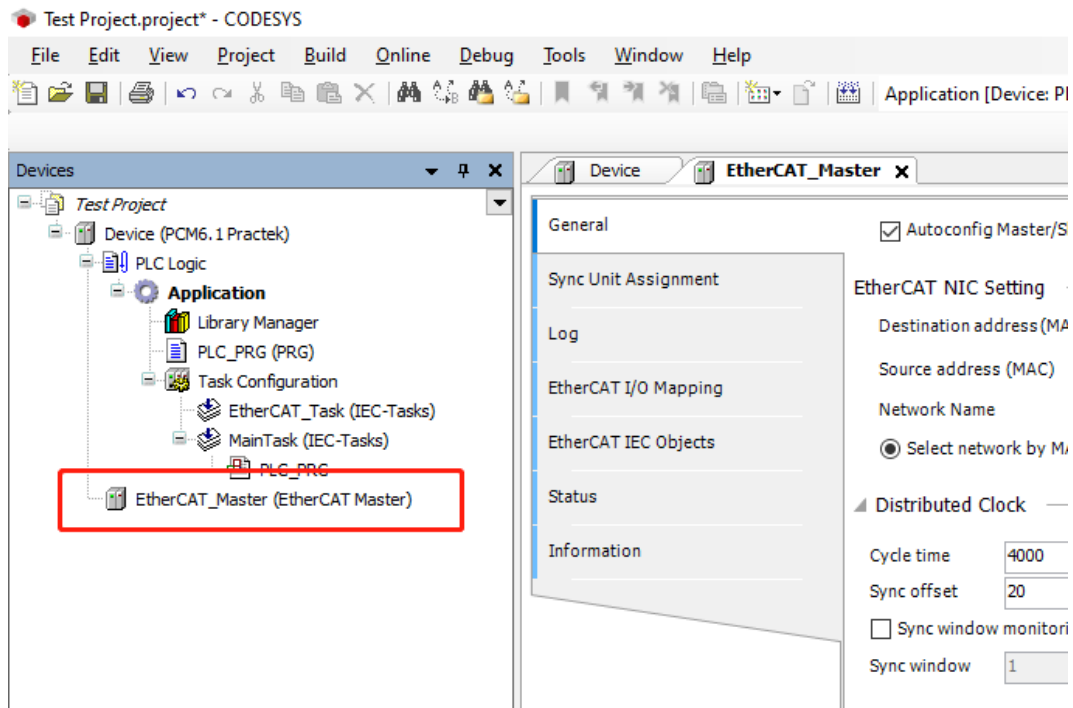 Test Project.project* - CODESYS
File Edit View Project Build Online Debug Tools Window Help
Application [Device:
Devices
Device
EtherCAT_Master
Test Project
Device (PCM6.1 Practek)
PLC Logic
Application
Library Manager
PLC_PRG (PRG)
Task Configuration
EtherCAT_Task (IEC-Tasks)
MainTask (IEC-Tasks)
PLC_PRG
EtherCAT_Master (EtherCAT Master)
General
Sync Unit Assignment
Log
EtherCAT I/O Mapping
EtherCAT IEC Objects
Status
Information
Autoconfig Master/
EtherCAT NIC Setting
Destination address (MA
Source address (MAC)
Network Name
Select network by MA
Distributed Clock
Cycle time 4000
Sync offset 20
Sync window monitori
Sync window 1